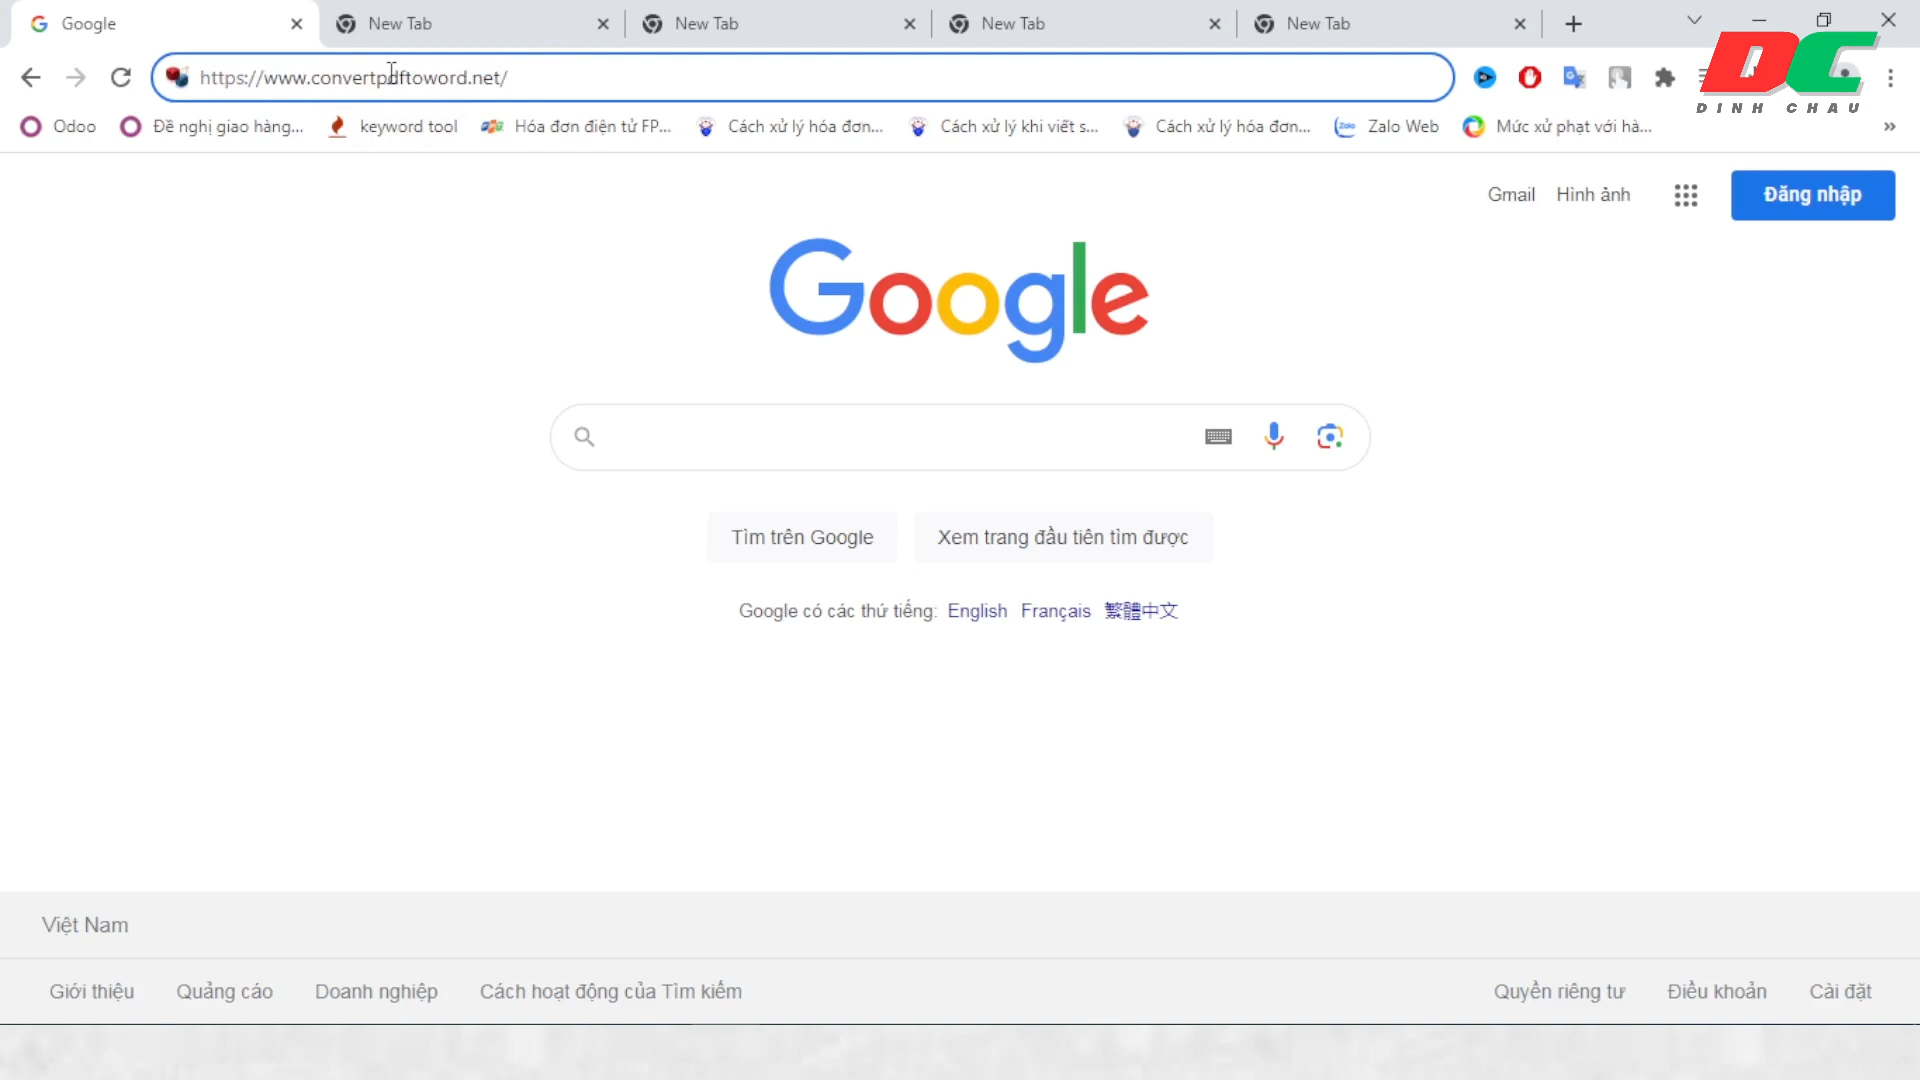 Google New Tab New Tab New Tab New Tab
https://www.convertpdftoword.net/
DC
DINH CHAU
Odoo Đề nghị giao hàng... keyword tool Hóa đơn điện tử FP... Cách xử lý hóa đơn... Cách xử lý khi viết s... Cách xử lý hóa đơn... Zalo Zalo Web Mức xử phạt với hà... »
Gmail Hình ảnh Đăng nhập
Google
Tìm trên Google Xem trang đầu tiên tìm được
Google có các thứ tiếng: English Français 繁體中文
Việt Nam
Giới thiệu Quảng cáo Doanh nghiệp Cách hoạt động của Tìm kiếm Quyền riêng tư Điều khoản Cài đặt